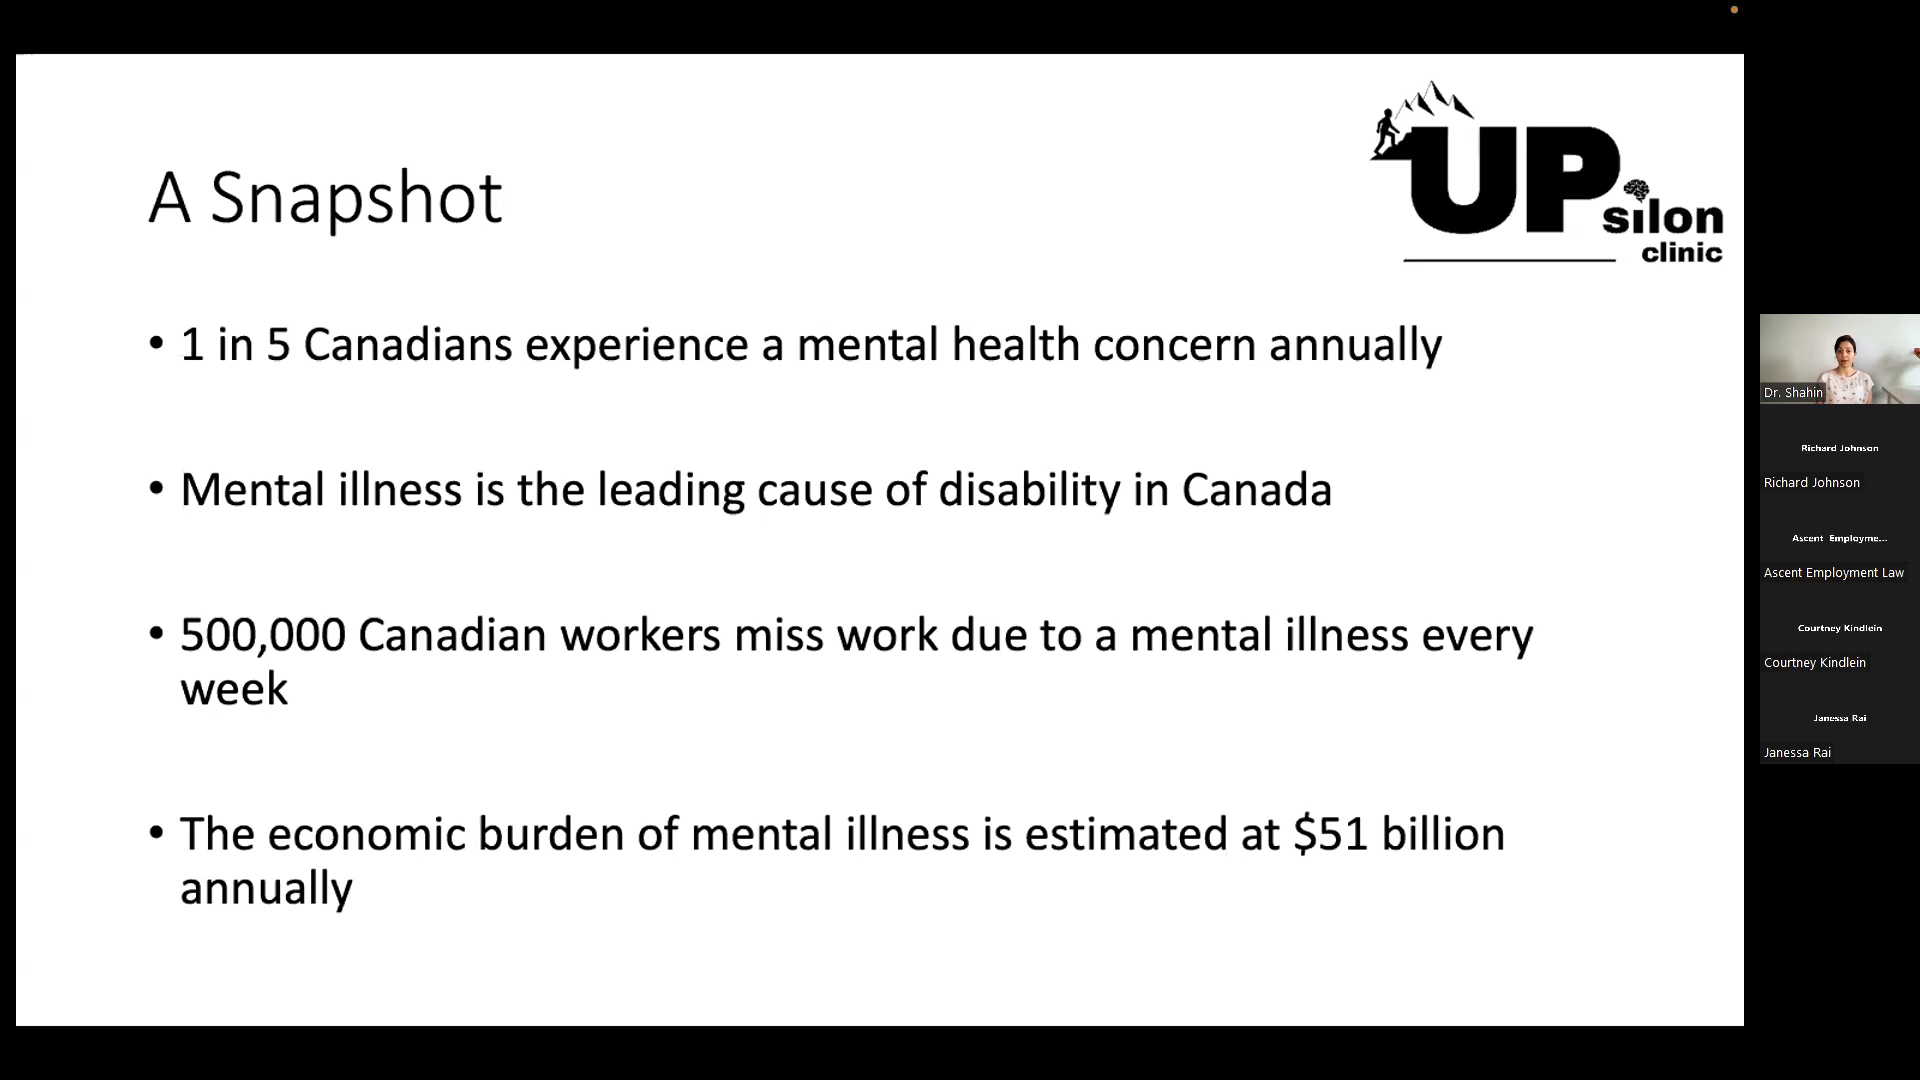 A Snapshot
UPsilon
clinic
• 1 in 5 Canadians experience a mental health concern annually
• Mental illness is the leading cause of disability in Canada
• 500,000 Canadian workers miss work due to a mental illness every
week
• The economic burden of mental illness is estimated at $51 billion
annually
Dr. Shahin
Richard Johnson
Richard Johnson
Ascent Employme...
Ascent Employment Law
Courtney Kindlein
Courtney Kindlein
Janessa Rai
Janessa Rai